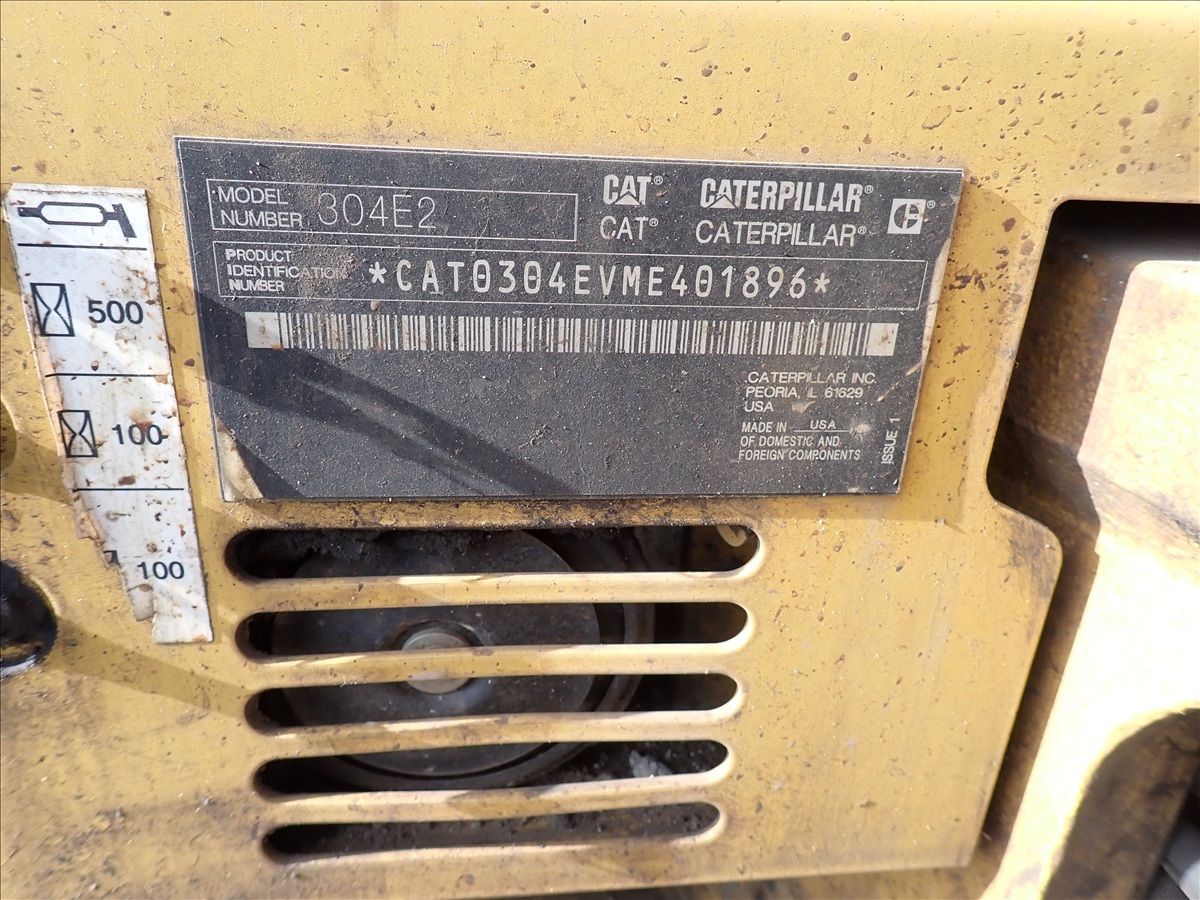 MODEL
NUMBER 304E2
CAT® CATERPILLAR®
CAT® CATERPILLAR®
PRODUCT
IDENTIFICATION
NUMBER
*CAT0304EVME401896*
CATERPILLAR INC.
PEORIA, IL 61629
USA
MADE IN USA
OF DOMESTIC AND
FOREIGN COMPONENTS
ISSUE 1
500
100
100